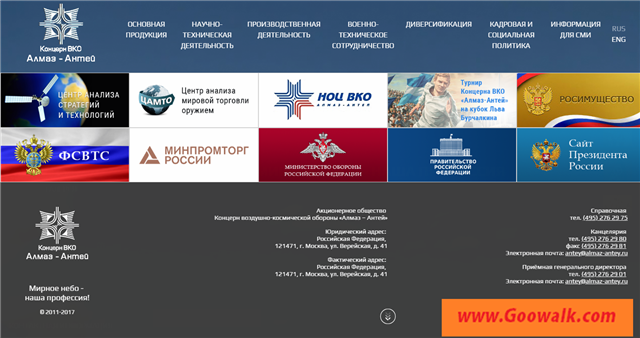 Концерн ВКО
Алмаз - Антей
ОСНОВНАЯ
ПРОДУКЦИЯ
НАУЧНО-
ТЕХНИЧЕСКАЯ
ДЕЯТЕЛЬНОСТЬ
ПРОИЗВОДСТВЕННАЯ
ДЕЯТЕЛЬНОСТЬ
ВОЕННО-
ТЕХНИЧЕСКОЕ
СОТРУДНИЧЕСТВО
ДИВЕРСИФИКАЦИЯ
КАДРОВАЯ И
СОЦИАЛЬНАЯ
ПОЛИТИКА
ИНФОРМАЦИЯ
ДЛЯ СМИ
RUS
ENG
ЦЕНТР АНАЛИЗА
СТРАТЕГИЙ
И ТЕХНОЛОГИЙ
ЦАМТО
Центр анализа
мировой торговли
оружием
НОЦ ВКО
АЛМАЗ-АНТЕЙ
Турнир
Концерна ВКО
«Алмаз-Антей»
на кубок Льва
Бурчалкина
РОСИМУЩЕСТВО
ФСВТС
МИНПРОМТОРГ
РОССИИ
МИНИСТЕРСТВО ОБОРОНЫ
РОССИЙСКОЙ ФЕДЕРАЦИИ
ПРАВИТЕЛЬСТВО
РОССИЙСКОЙ ФЕДЕРАЦИИ
Сайт
Президента
России
Концерн ВКО
Алмаз - Антей
Мирное небо -
наша профессия!
© 2011-2017
Акционерное общество
Концерн воздушно-космической обороны «Алмаз – Антей»
Юридический адрес:
Российская Федерация,
121471, г. Москва, ул. Верейская, д. 41
Фактический адрес:
Российская Федерация,
121471, г. Москва, ул. Верейская, д. 41
Справочная
тел. (495) 276 29 75
Канцелярия
тел. (495) 276 29 80
факс (495) 276 29 81
Электронная почта: antey@almaz-antey.ru
Приёмная генерального директора
тел. (495) 276 29 01
Электронная почта: antey@almaz-antey.ru
www.Goowalk.com